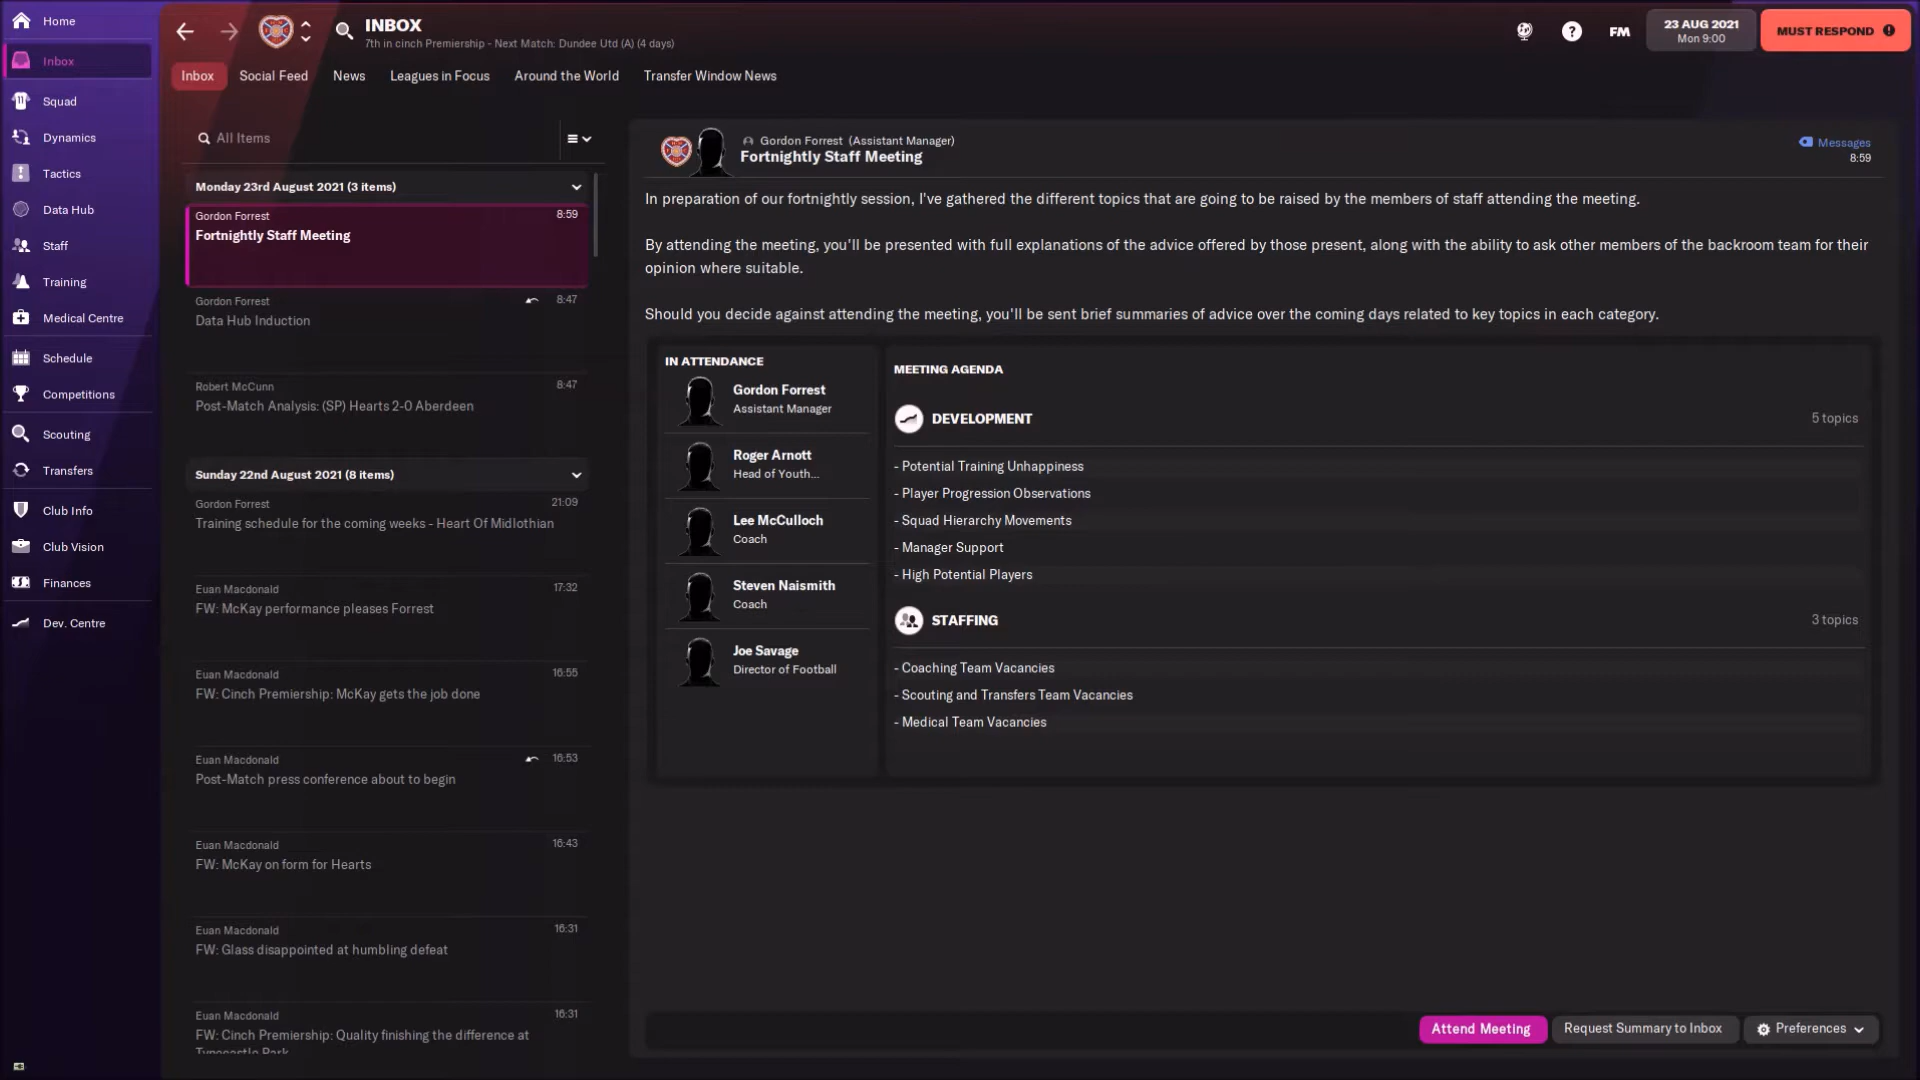 Home
Inbox
Squad
Dynamics
Tactics
Data Hub
Staff
Training
Medical Centre
Schedule
Competitions
Scouting
Transfers
Club Info
Club Vision
Finances
Dev. Centre
INBOX
7th in cinch Premiership - Next Match: Dundee Utd (A) (4 days)
FM
23 AUG 2021
Mon 9:00
MUST RESPOND
Inbox
Social Feed
News
Leagues in Focus
Around the World
Transfer Window News
All Items
Monday 23rd August 2021 (3 items)
Gordon Forrest 8:59
Fortnightly Staff Meeting
Gordon Forrest 8:47
Data Hub Induction
Robert McCunn 8:47
Post-Match Analysis: (SP) Hearts 2-0 Aberdeen
Sunday 22nd August 2021 (8 items)
Gordon Forrest 21:09
Training schedule for the coming weeks - Heart Of Midlothian
Euan Macdonald 17:32
FW: McKay performance pleases Forrest
Euan Macdonald 16:55
FW: Cinch Premiership: McKay gets the job done
Euan Macdonald 16:53
Post-Match press conference about to begin
Euan Macdonald 16:43
FW: McKay on form for Hearts
Euan Macdonald 16:31
FW: Glass disappointed at humbling defeat
Euan Macdonald 16:31
FW: Cinch Premiership: Quality finishing the difference at
Tynecastle Park
Gordon Forrest (Assistant Manager)
Fortnightly Staff Meeting
Messages
8:59
In preparation of our fortnightly session, I've gathered the different topics that are going to be raised by the members of staff attending the meeting.
By attending the meeting, you'll be presented with full explanations of the advice offered by those present, along with the ability to ask other members of the backroom team for their
opinion where suitable.
Should you decide against attending the meeting, you'll be sent brief summaries of advice over the coming days related to key topics in each category.
IN ATTENDANCE
Gordon Forrest
Assistant Manager
Roger Arnott
Head of Youth...
Lee McCulloch
Coach
Steven Naismith
Coach
Joe Savage
Director of Football
MEETING AGENDA
DEVELOPMENT 5 topics
- Potential Training Unhappiness
- Player Progression Observations
- Squad Hierarchy Movements
- Manager Support
- High Potential Players
STAFFING 3 topics
- Coaching Team Vacancies
- Scouting and Transfers Team Vacancies
- Medical Team Vacancies
Attend Meeting
Request Summary to Inbox
Preferences